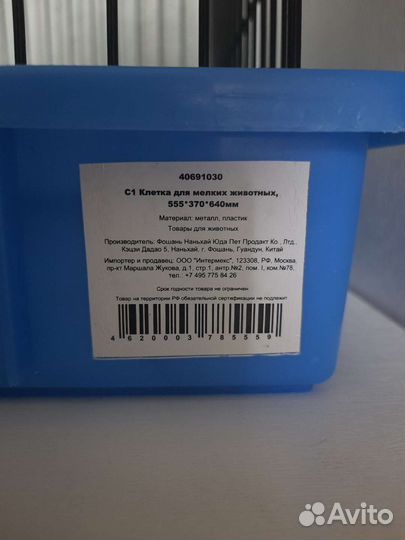 40691030
С1 Клетка для мелких животных,
555*370*640мм
Материал: металл, пластик
Товары для животных
Производитель: Фошань Наньхай Юда Пет Продакт Ко., Лтд.,
Кэцзи Дадао 5, Наньхай, г. Фошань, Гуандун, Китай
Импортер и продавец: ООО "Интермекс", 123308, РФ, Москва,
пр-кт Маршала Жукова, д.1, стр.1, антр.№2, пом. I, ком.№78,
тел.: +7 495 775 84 26
Срок годности товара не ограничен
Товар на территории РФ обязательной сертификации не подлежит
4620003785559
Avito